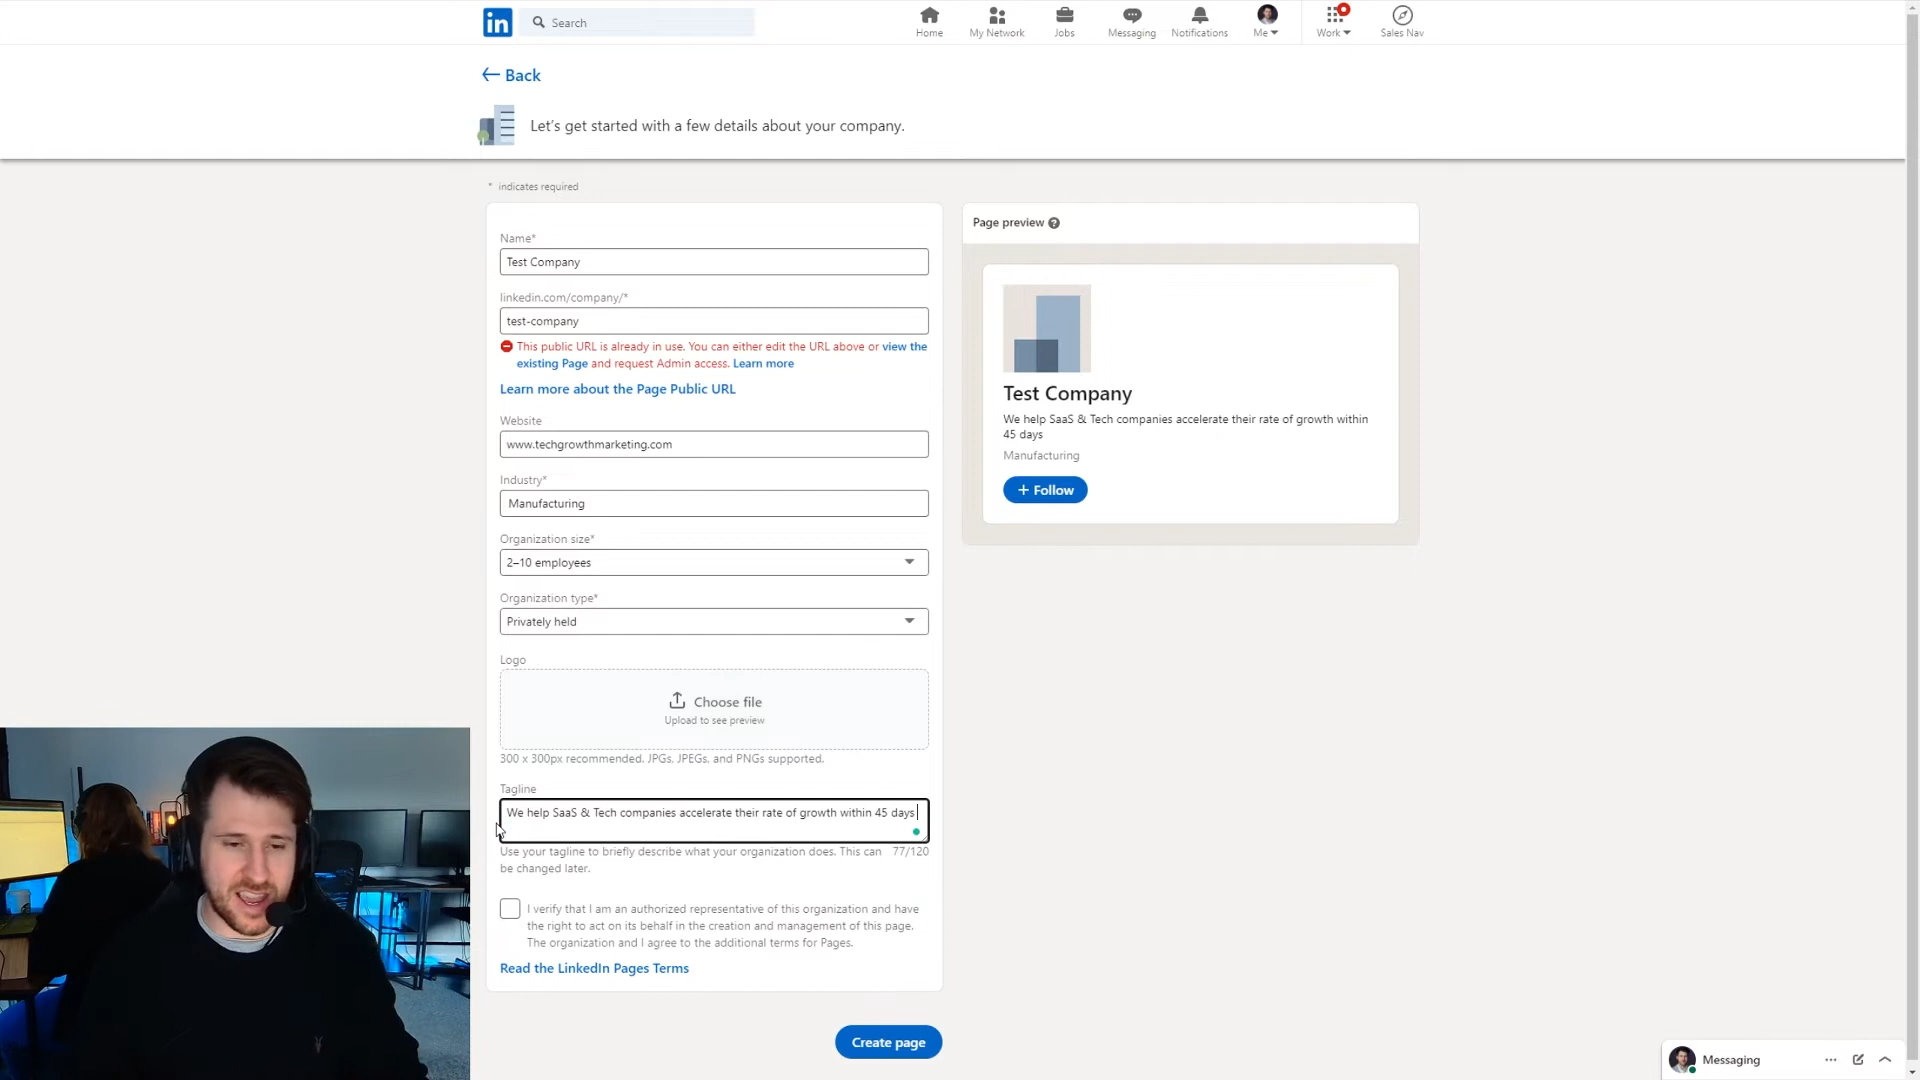 in
Search
Home
My Network
Jobs
Messaging
Notifications
Me
Work
Sales Nav
Back
Let's get started with a few details about your company.
* indicates required
Name*
Test Company
linkedin.com/company/*
test-company
This public URL is already in use. You can either edit the URL above or view the
existing Page and request Admin access. Learn more
Learn more about the Page Public URL
Website
www.techgrowthmarketing.com
Industry*
Manufacturing
Organization size*
2–10 employees
Organization type*
Privately held
Logo
Choose file
Upload to see preview
300 x 300px recommended. JPGs, JPEGs, and PNGs supported.
Tagline
We help SaaS & Tech companies accelerate their rate of growth within 45 days
Use your tagline to briefly describe what your organization does. This can 77/120
be changed later.
I verify that I am an authorized representative of this organization and have
the right to act on its behalf in the creation and management of this page.
The organization and I agree to the additional terms for Pages.
Read the LinkedIn Pages Terms
Create page
Page preview ?
Test Company
We help SaaS & Tech companies accelerate their rate of growth within
45 days
Manufacturing
+ Follow
Messaging